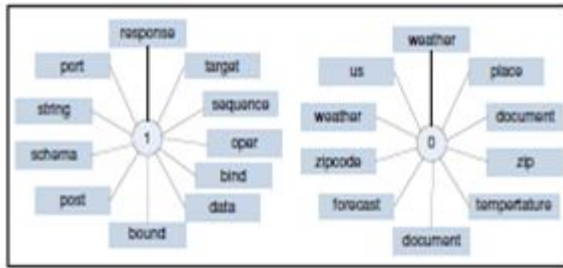 response
port
target
string
sequence
schema
1
oper
bind
post
data
bound
weather
us
place
weather
document
zipcode
0
zip
forecast
tempertature
document